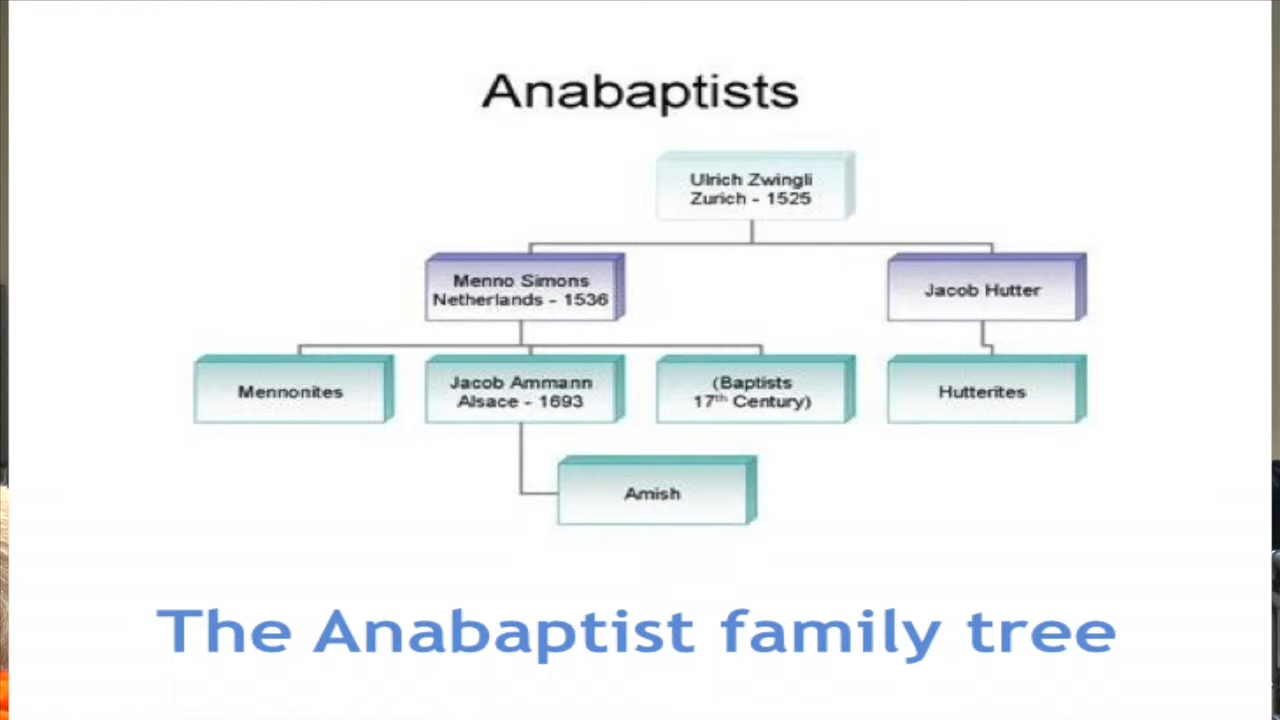 Anabaptists
Ulrich Zwingli
Zurich - 1525
Menno Simons
Netherlands - 1536
Jacob Hutter
Mennonites
Jacob Ammann
Alsace - 1693
(Baptists
17th Century)
Hutterites
Amish
The Anabaptist family tree